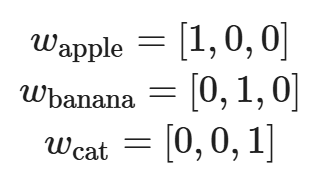 w_apple = [1, 0, 0]
w_banana = [0, 1, 0]
w_cat = [0, 0, 1]